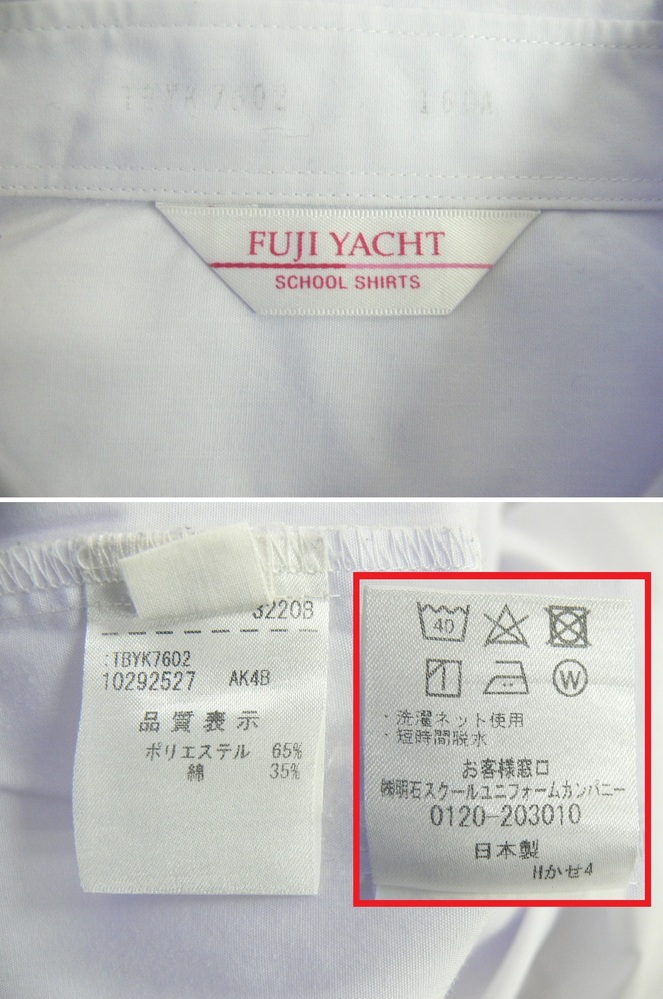 TBYK7602 160A
FUJI YACHT
SCHOOL SHIRTS
3220B
:TBYK7602
10292527 AK4B
品質表示
ポリエステル 65%
綿 35%
40
W
・洗濯ネット使用
・短時間脱水
お客様窓口
㈱明石スクールユニフォームカンパニー
0120-203010
日本製
Hかせ4